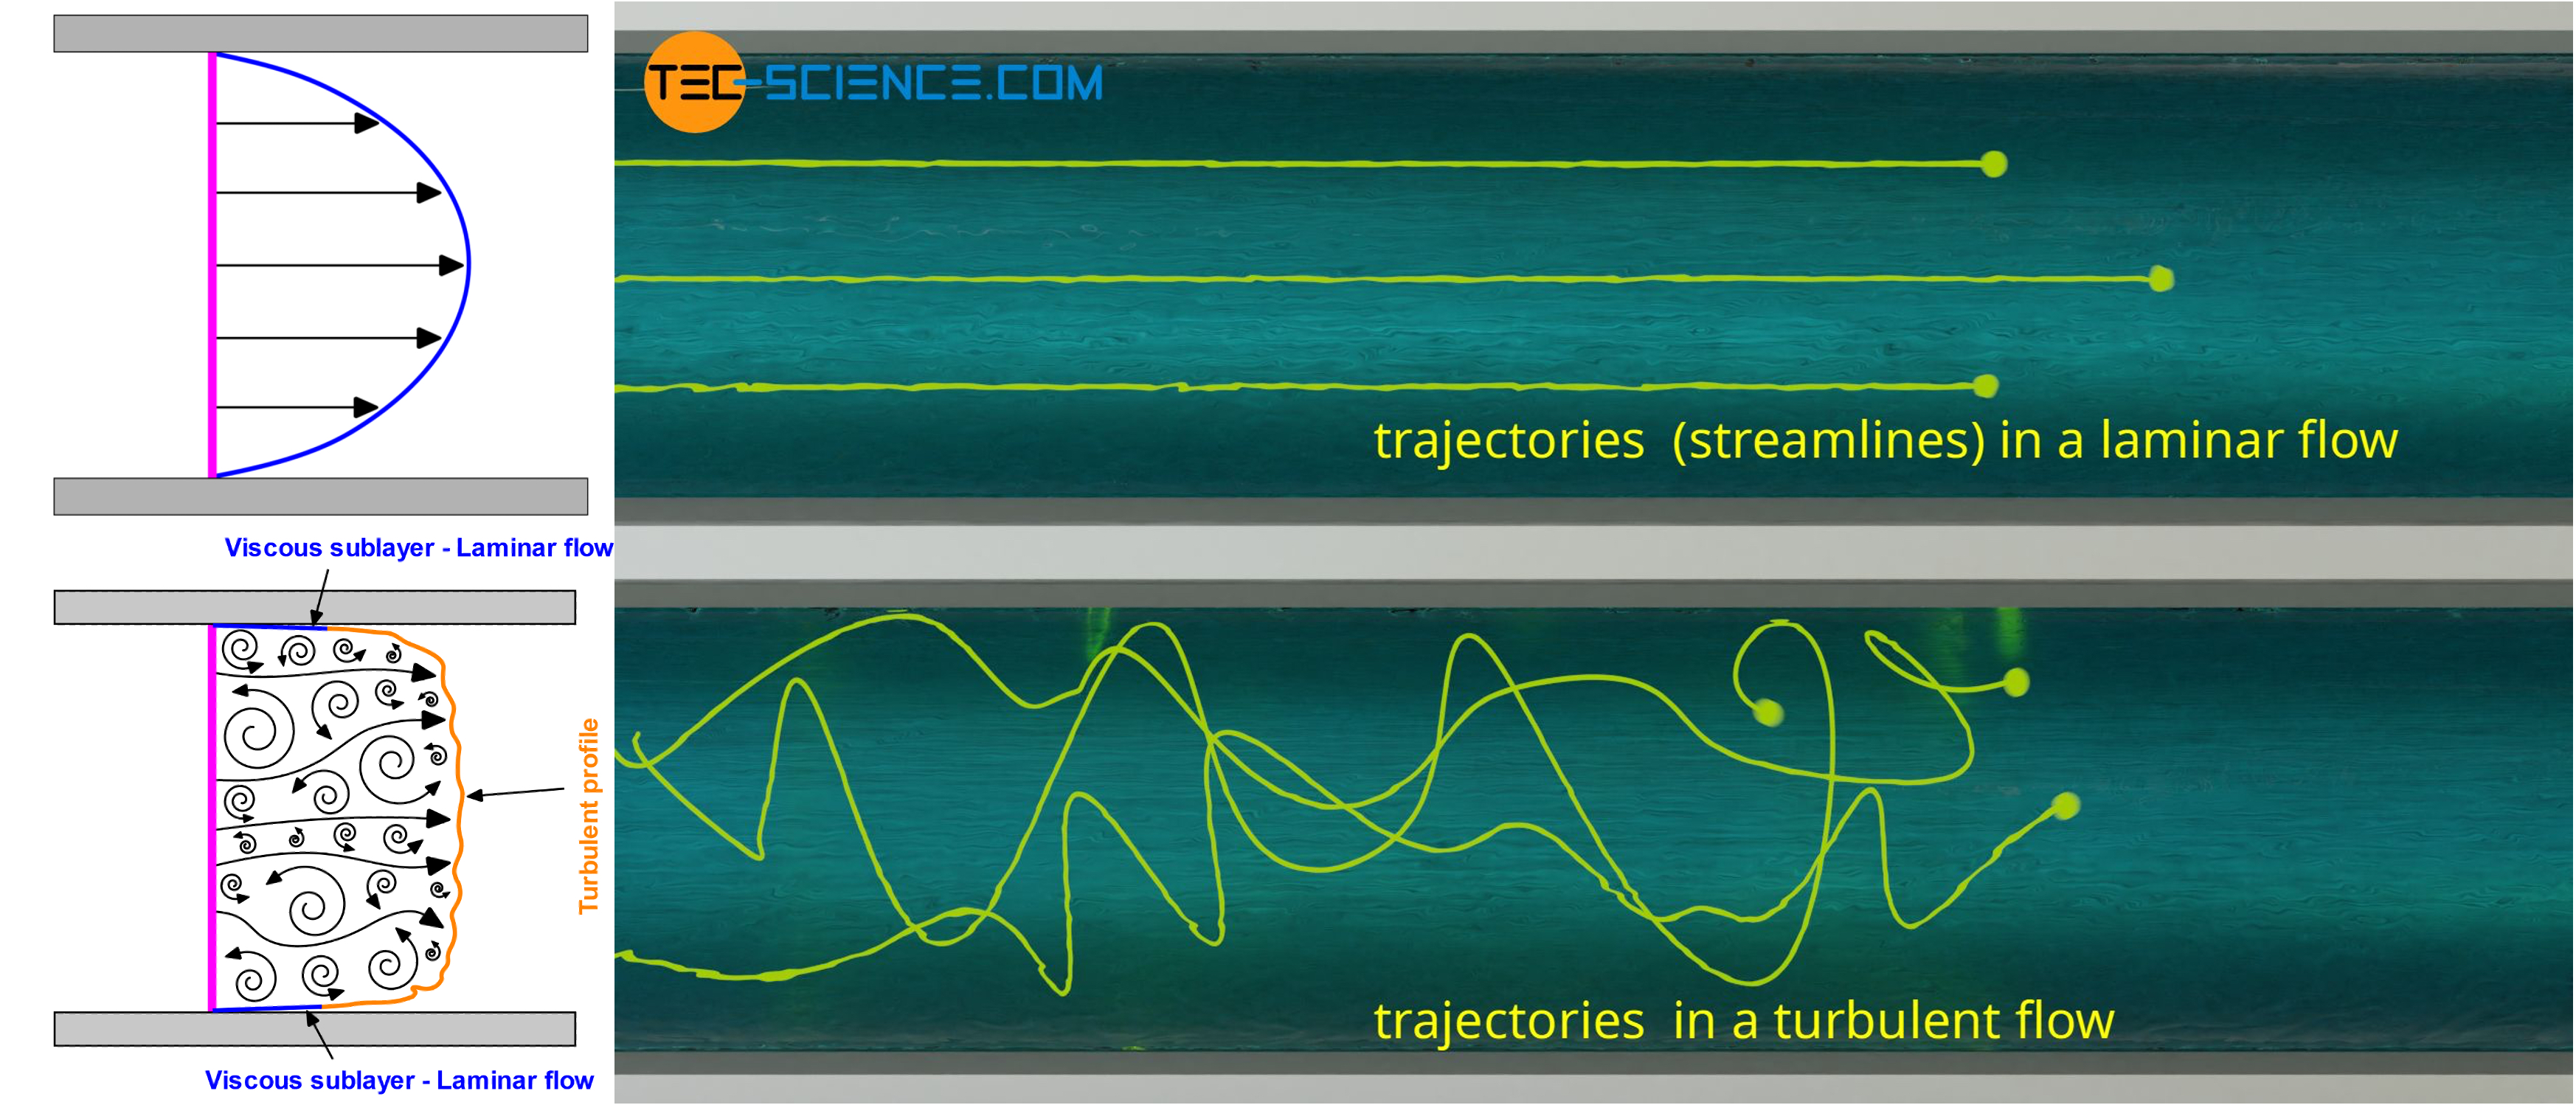 TEC-SCIENCE.COM
trajectories (streamlines) in a laminar flow
Viscous sublayer - Laminar flow
Turbulent profile
trajectories in a turbulent flow
Viscous sublayer - Laminar flow